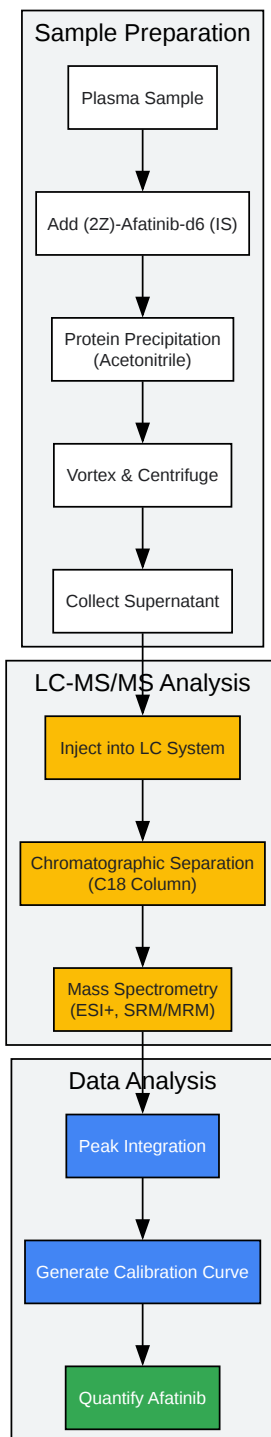 Sample Preparation
Plasma Sample
Add (2Z)-Afatinib-d6 (IS)
Protein Precipitation
(Acetonitrile)
Vortex & Centrifuge
Collect Supernatant
LC-MS/MS Analysis
Inject into LC System
Chromatographic Separation
(C18 Column)
Mass Spectrometry
(ESI+, SRM/MRM)
Data Analysis
Peak Integration
Generate Calibration Curve
Quantify Afatinib